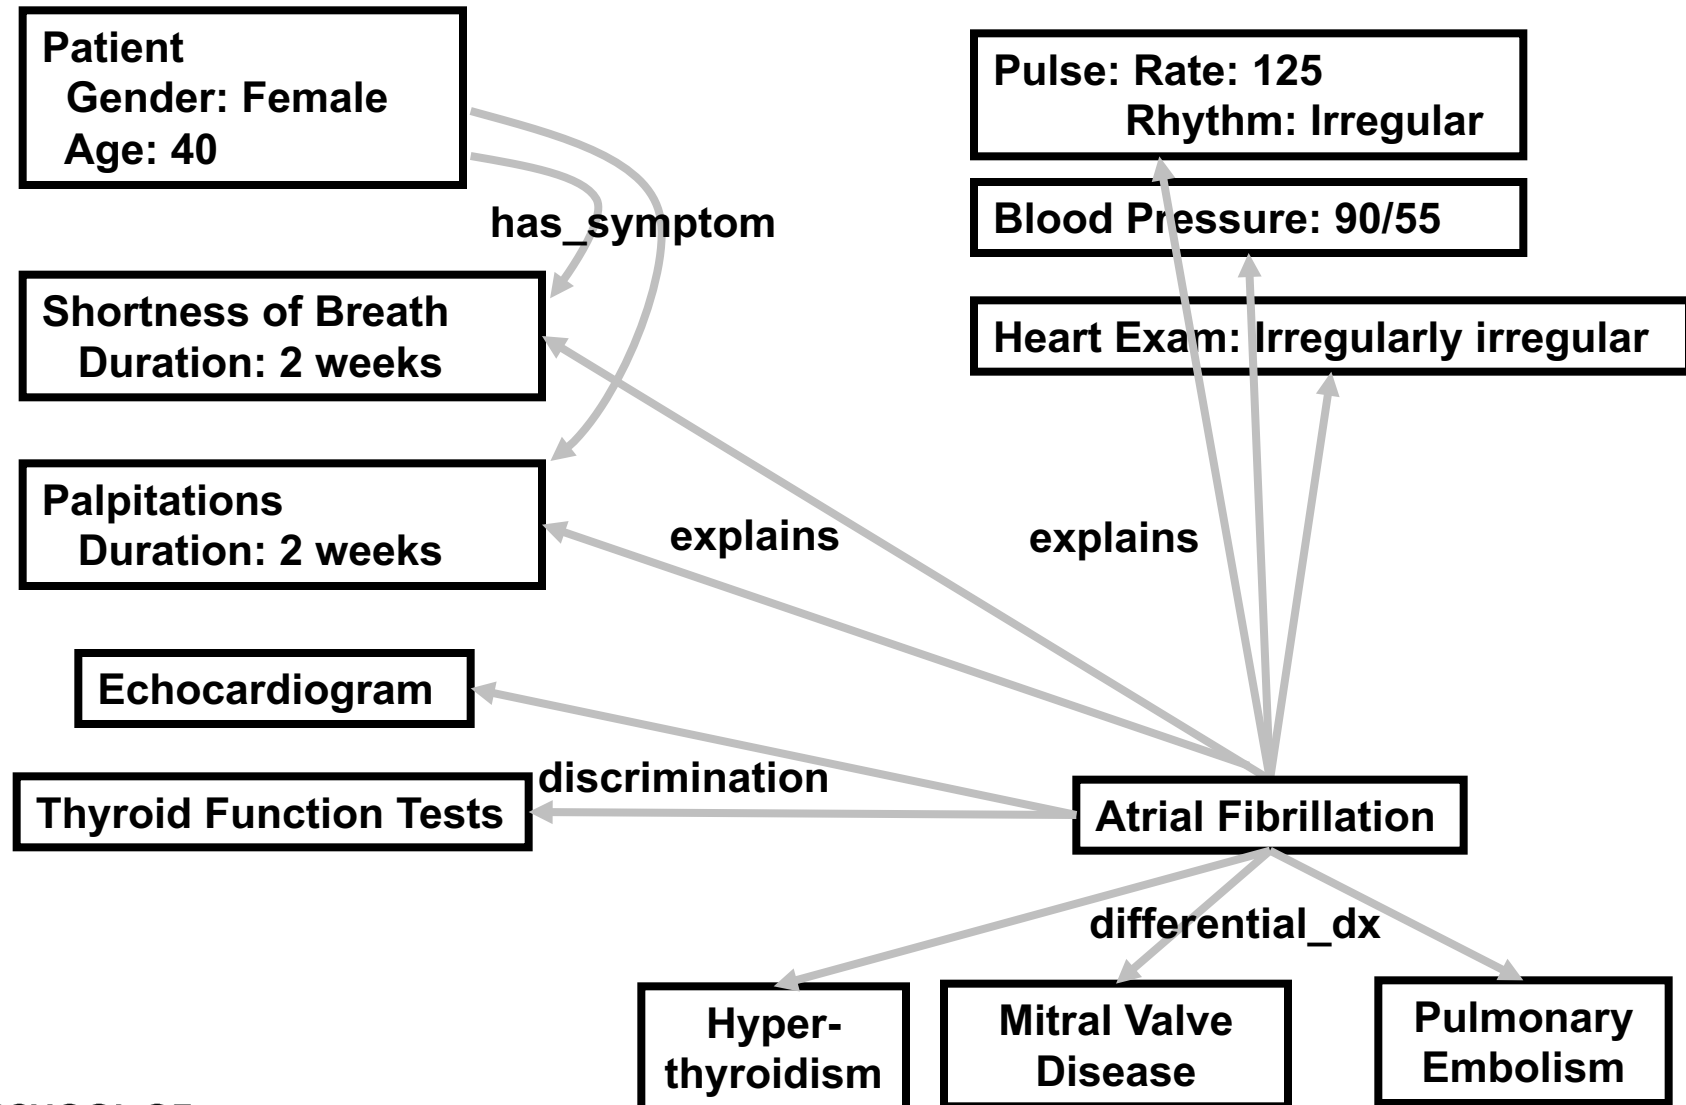 Patient
Gender: Female
Age: 40
Pulse: Rate: 125
Rhythm: Irregular
Blood Pressure: 90/55
Heart Exam: Irregularly irregular
has_symptom
Shortness of Breath
Duration: 2 weeks
Palpitations
Duration: 2 weeks
explains
explains
Echocardiogram
discrimination
Thyroid Function Tests
Atrial Fibrillation
differential_dx
Hyper-
thyroidism
Mitral Valve
Disease
Pulmonary
Embolism